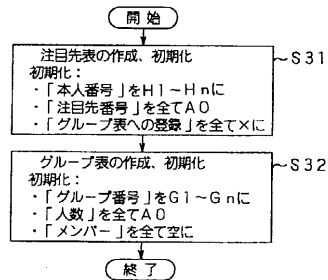 開始
注目先表の作成、初期化
初期化:
・「本人番号」をH1～Hnに
・「注目先番号」を全てA0
・「グループ表への登録」を全て×に
～S31
グループ表の作成、初期化
初期化:
・「グループ番号」をG1～Gnに
・「人数」を全てA0
・「メンバー」を全て空に
～S32
終了